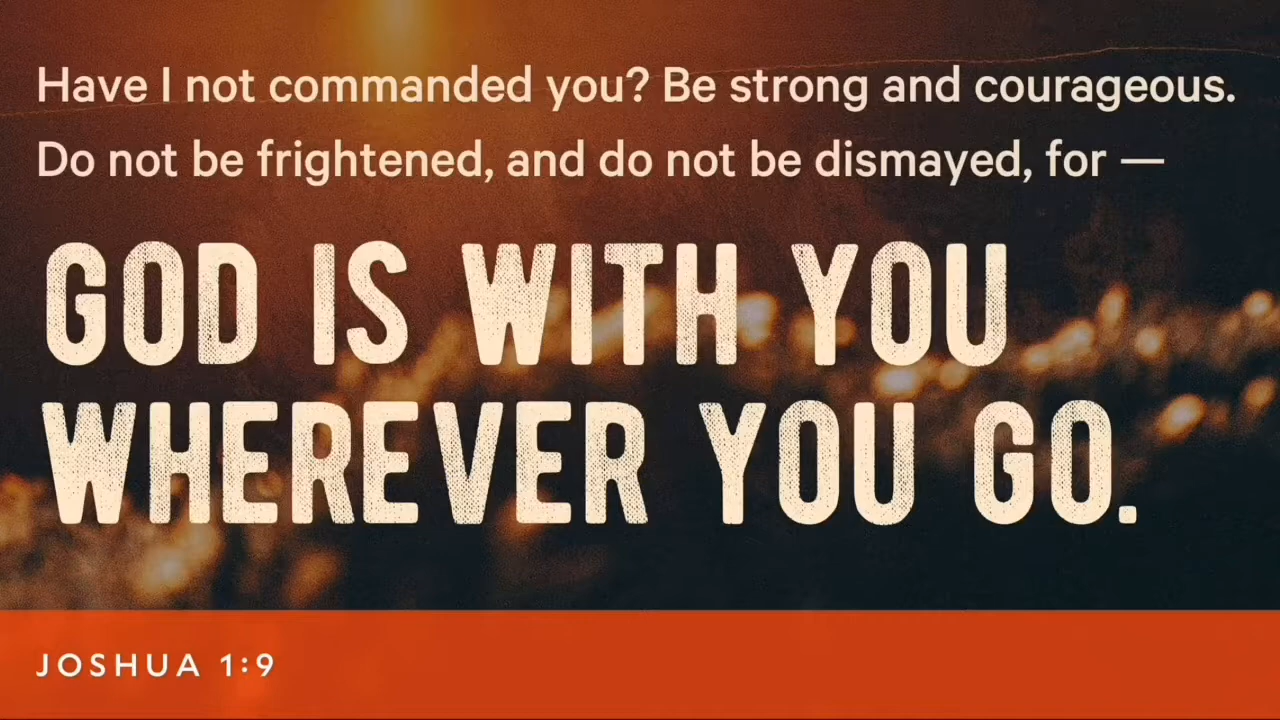 Have I not commanded you? Be strong and courageous.
Do not be frightened, and do not be dismayed, for —
GOD IS WITH YOU
WHEREVER YOU GO.
JOSHUA 1:9